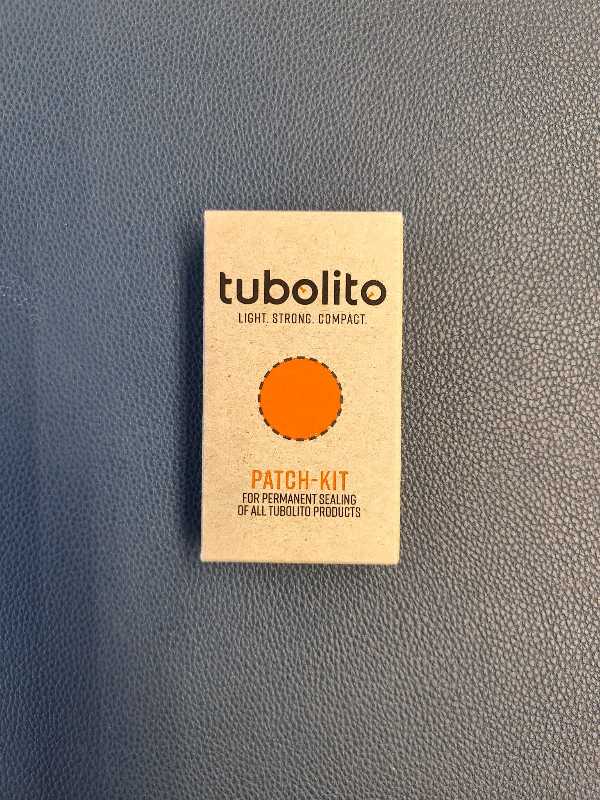 tubolito
LIGHT. STRONG. COMPACT.
PATCH-KIT
FOR PERMANENT SEALING
OF ALL TUBOLITO PRODUCTS